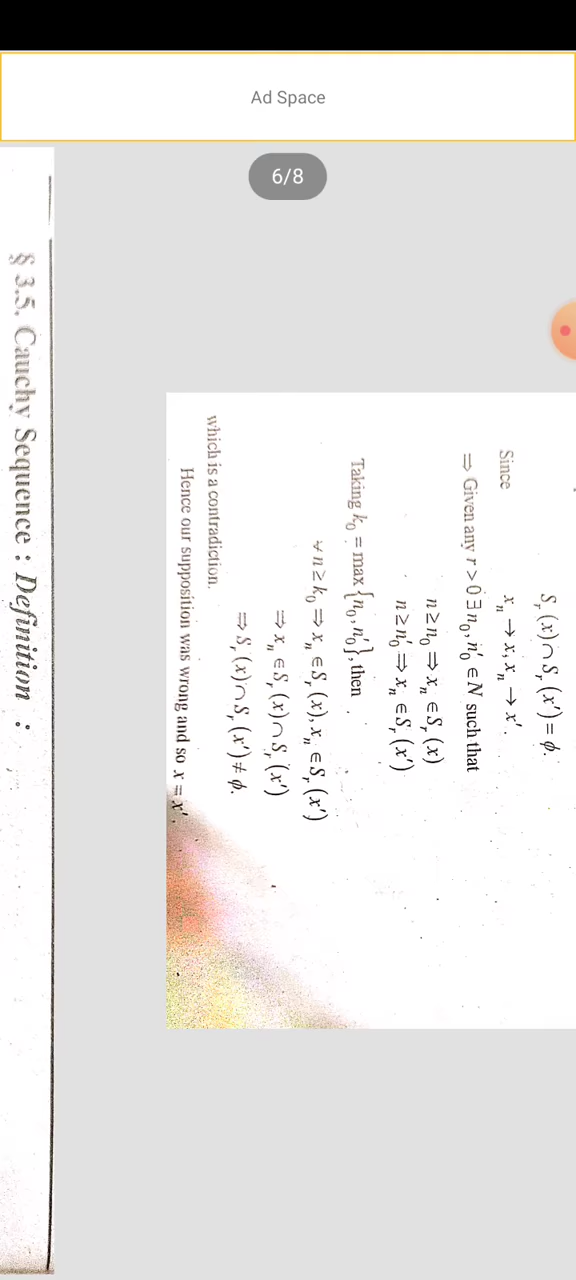 Ad Space
6/8
S_r (x) ∩ S_r (x') = ϕ.
Since x_n → x, x_n → x'.
⇒ Given any r > 0 ∃ n_0, n'_0 ∈ N such that
n ≥ n_0 ⇒ x_n ∈ S_r (x)
n ≥ n'_0 ⇒ x_n ∈ S_r (x')
Taking k_0 = max {n_0, n'_0}, then
∀ n ≥ k_0 ⇒ x_n ∈ S_r (x), x_n ∈ S_r (x')
⇒ x_n ∈ S_r (x) ∩ S_r (x')
⇒ S_r (x) ∩ S_r (x') ≠ ϕ.
which is a contradiction.
Hence our supposition was wrong and so x = x'.
§ 3.5. Cauchy Sequence : Definition :